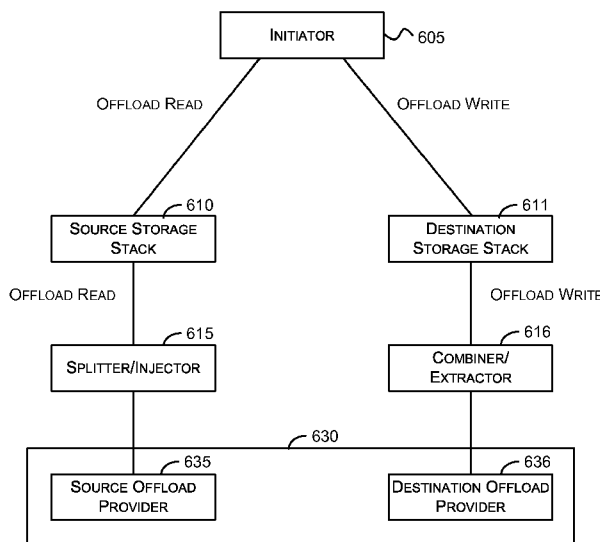 INITIATOR
605
OFFLOAD READ
OFFLOAD WRITE
610
611
SOURCE STORAGE
STACK
DESTINATION
STORAGE STACK
OFFLOAD READ
OFFLOAD WRITE
615
616
SPLITTER/INJECTOR
COMBINER/
EXTRACTOR
630
635
636
SOURCE OFFLOAD
PROVIDER
DESTINATION OFFLOAD
PROVIDER